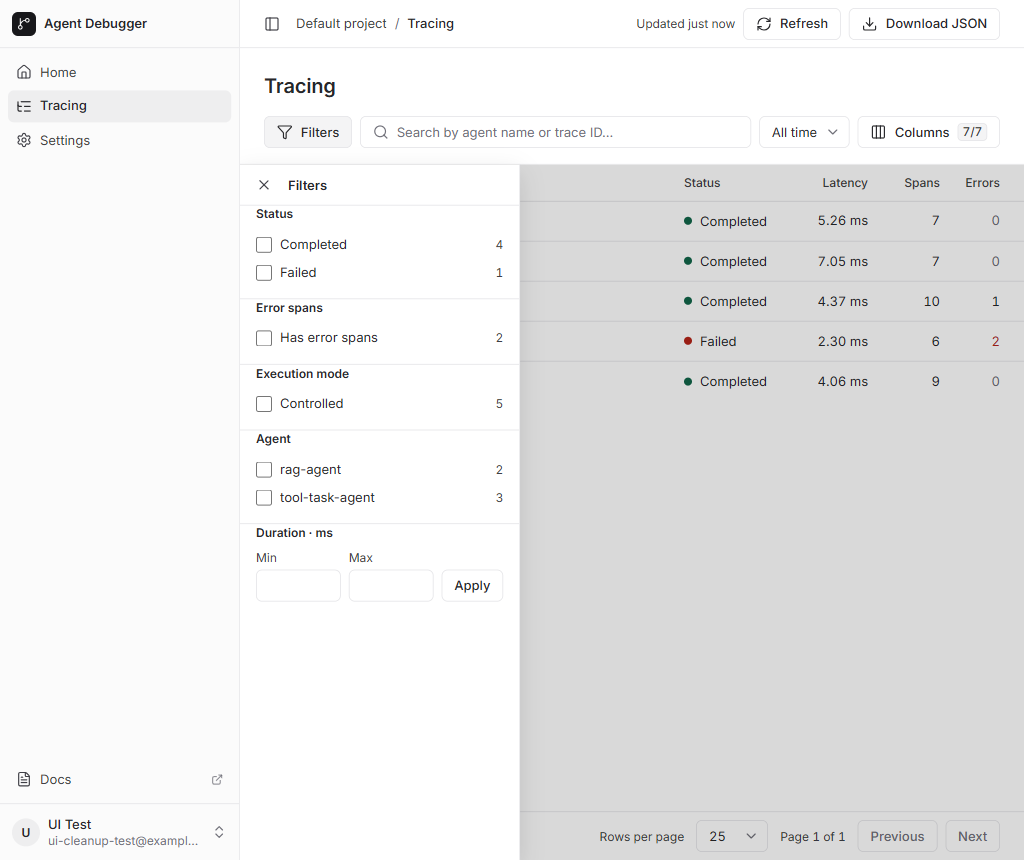 Agent Debugger
Default project / Tracing
Updated just now
Refresh
Download JSON
Home
Tracing
Settings
Tracing
Filters
Search by agent name or trace ID...
All time
Columns 7/7
Filters
Status
Completed 4
Failed 1
Error spans
Has error spans 2
Execution mode
Controlled 5
Agent
rag-agent 2
tool-task-agent 3
Duration · ms
Min Max
Apply
Status Latency Spans Errors
Completed 5.26 ms 7 0
Completed 7.05 ms 7 0
Completed 4.37 ms 10 1
Failed 2.30 ms 6 2
Completed 4.06 ms 9 0
Docs
U
UI Test
ui-cleanup-test@exampl...
Rows per page 25 Page 1 of 1 Previous Next